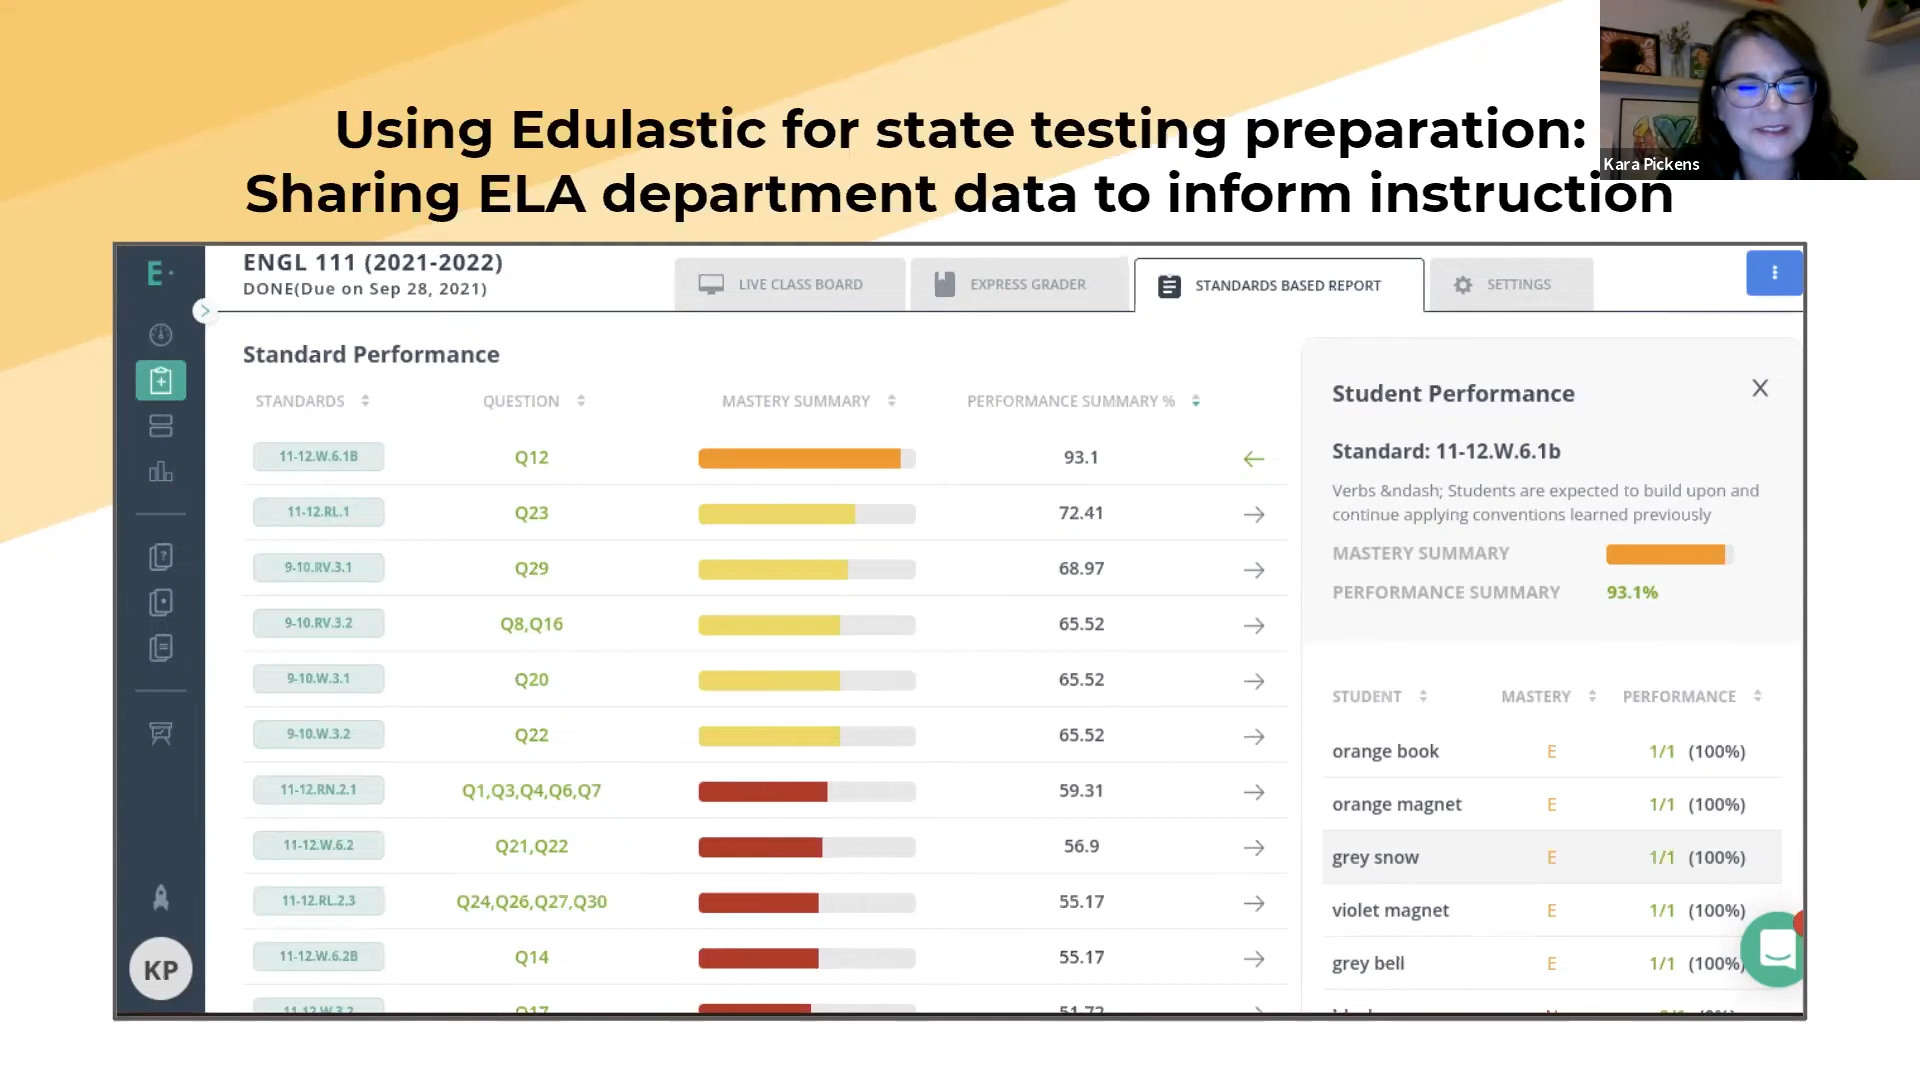 Using Edulastic for state testing preparation:
Sharing ELA department data to inform instruction
Kara Pickens
E
ENGL 111 (2021-2022)
DONE(Due on Sep 28, 2021)
LIVE CLASS BOARD
EXPRESS GRADER
STANDARDS BASED REPORT
SETTINGS
Standard Performance
STANDARDS QUESTION MASTERY SUMMARY PERFORMANCE SUMMARY %
11-12.W.6.1B Q12 93.1
11-12.RL.1 Q23 72.41
9-10.RV.3.1 Q29 68.97
9-10.RV.3.2 Q8,Q16 65.52
9-10.W.3.1 Q20 65.52
9-10.W.3.2 Q22 65.52
11-12.RN.2.1 Q1,Q3,Q4,Q6,Q7 59.31
11-12.W.6.2 Q21,Q22 56.9
11-12.RL.2.3 Q24,Q26,Q27,Q30 55.17
11-12.W.6.2B Q14 55.17
11-12.W.3.2 Q17 51.72
KP
Student Performance
X
Standard: 11-12.W.6.1b
Verbs &ndash; Students are expected to build upon and
continue applying conventions learned previously
MASTERY SUMMARY
PERFORMANCE SUMMARY 93.1%
STUDENT MASTERY PERFORMANCE
orange book E 1/1 (100%)
orange magnet E 1/1 (100%)
grey snow E 1/1 (100%)
violet magnet E 1/1 (100%)
grey bell E 1/1 (100%)